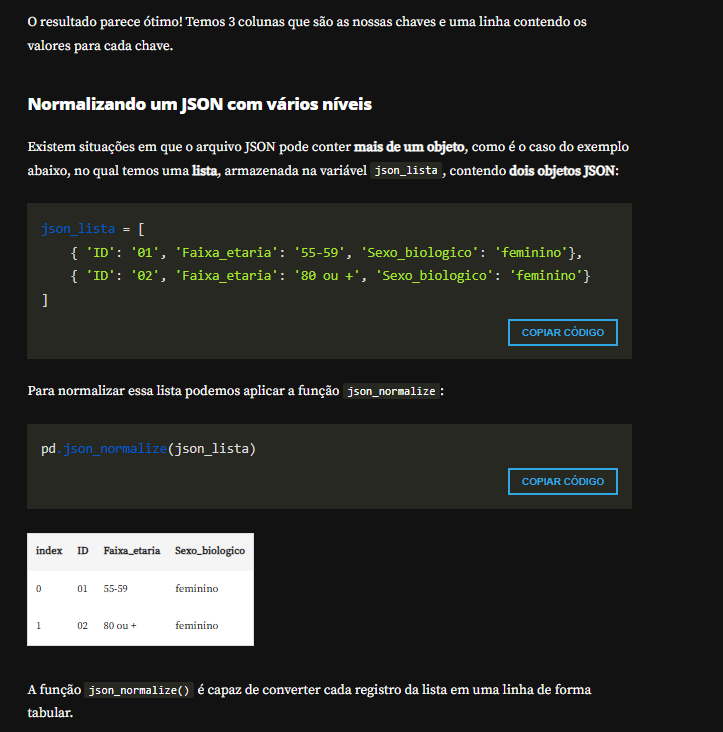 O resultado parece ótimo! Temos 3 colunas que são as nossas chaves e uma linha contendo os
valores para cada chave.
Normalizando um JSON com vários níveis
Existem situações em que o arquivo JSON pode conter mais de um objeto, como é o caso do exemplo
abaixo, no qual temos uma lista, armazenada na variável json_lista, contendo dois objetos JSON:
json_lista = [
    { 'ID': '01', 'Faixa_etaria': '55-59', 'Sexo_biologico': 'feminino'},
    { 'ID': '02', 'Faixa_etaria': '80 ou +', 'Sexo_biologico': 'feminino'}
]
COPIAR CÓDIGO
Para normalizar essa lista podemos aplicar a função json_normalize:
pd.json_normalize(json_lista)
COPIAR CÓDIGO
index ID Faixa_etaria Sexo_biologico
0 01 55-59 feminino
1 02 80 ou + feminino
A função json_normalize() é capaz de converter cada registro da lista em uma linha de forma
tabular.